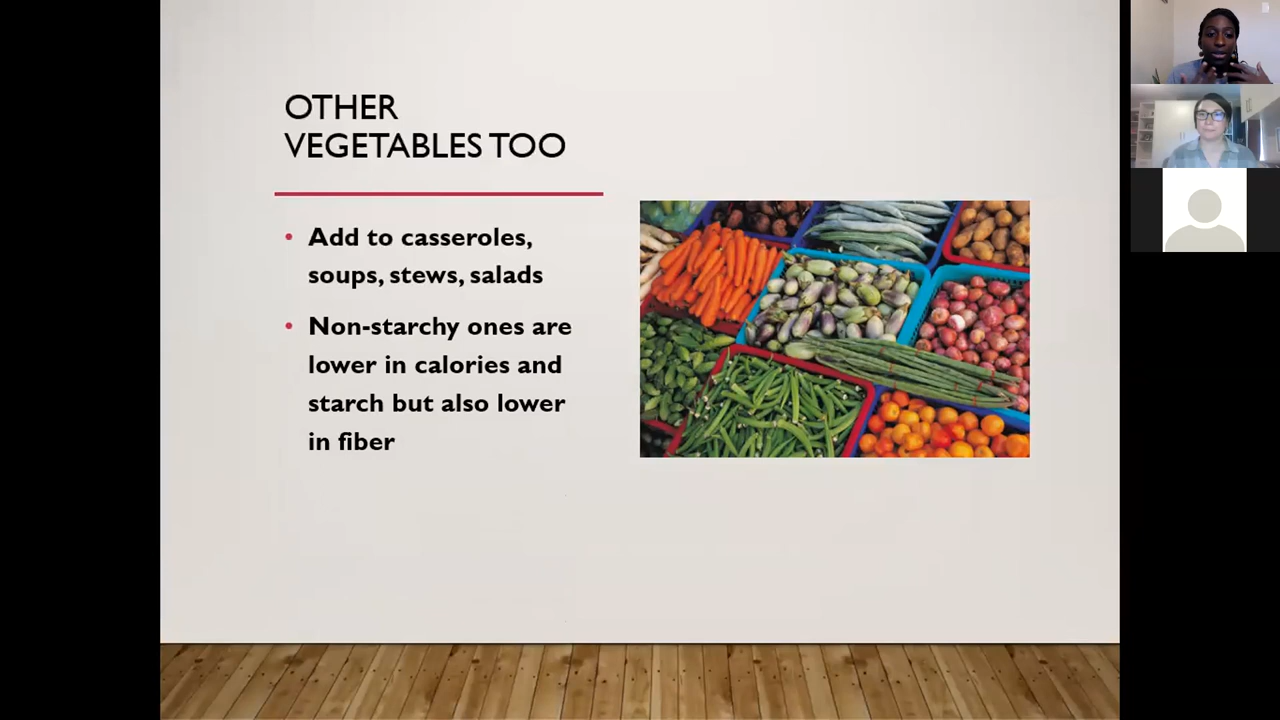 OTHER
VEGETABLES TOO
• Add to casseroles,
soups, stews, salads
• Non-starchy ones are
lower in calories and
starch but also lower
in fiber